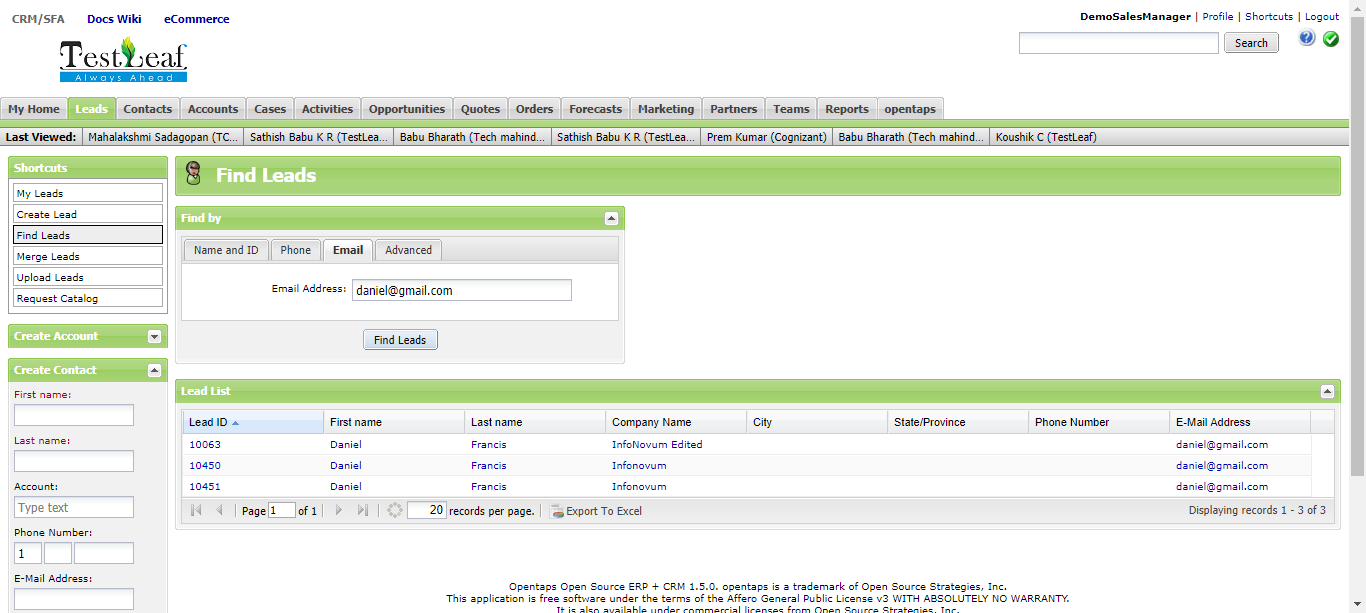 CRM/SFA Docs Wiki eCommerce
DemoSalesManager | Profile | Shortcuts | Logout
TestLeaf
Always Ahead
Search
?
My Home Leads Contacts Accounts Cases Activities Opportunities Quotes Orders Forecasts Marketing Partners Teams Reports opentaps
Last Viewed: Mahalakshmi Sadagopan (TC... Sathish Babu K R (TestLea... Babu Bharath (Tech mahind... Sathish Babu K R (TestLea... Prem Kumar (Cognizant) Babu Bharath (Tech mahind... Koushik C (TestLeaf)
Shortcuts
My Leads
Create Lead
Find Leads
Merge Leads
Upload Leads
Request Catalog
Create Account
Create Contact
First name:
Last name:
Account:
Type text
Phone Number:
1
E-Mail Address:
Find Leads
Find by
Name and ID Phone Email Advanced
Email Address: daniel@gmail.com
Find Leads
Lead List
Lead ID First name Last name Company Name City State/Province Phone Number E-Mail Address
10063 Daniel Francis InfoNovum Edited daniel@gmail.com
10450 Daniel Francis Infonovum daniel@gmail.com
10451 Daniel Francis Infonovum daniel@gmail.com
Page 1 of 1 20 records per page. Export To Excel Displaying records 1 - 3 of 3
Opentaps Open Source ERP + CRM 1.5.0. opentaps is a trademark of Open Source Strategies, Inc.
This application is free software under the terms of the Affero General Public License v3 WITH ABSOLUTELY NO WARRANTY.
It is also available under commercial licenses from Open Source Strategies, Inc.